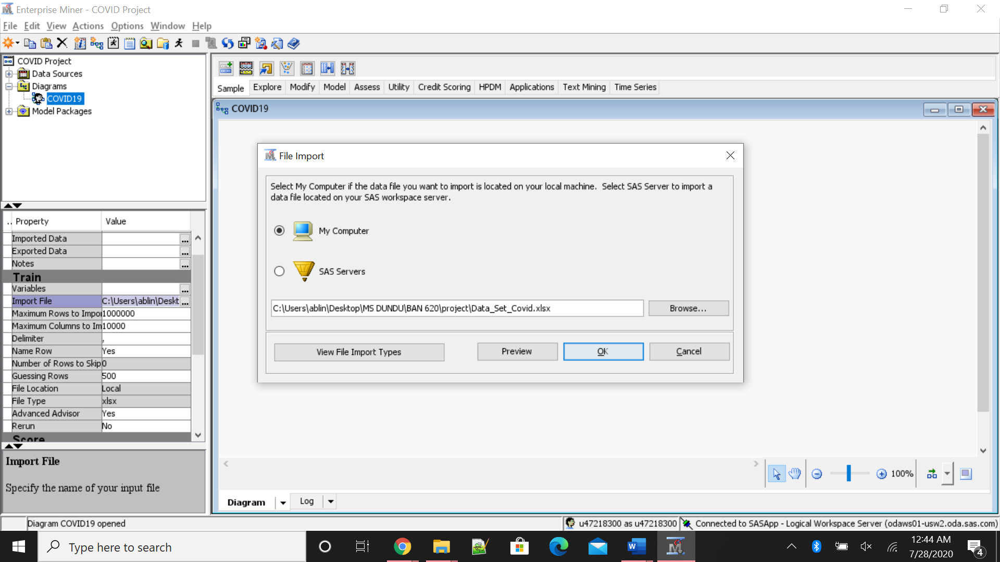 Enterprise Miner - COVID Project
File Edit View Actions Options Window Help
COVID Project
Data Sources
Diagrams
COVID19
Model Packages
Sample Explore Modify Model Assess Utility Credit Scoring HPDM Applications Text Mining Time Series
COVID19
File Import
Select My Computer if the data file you want to import is located on your local machine. Select SAS Server to import a
data file located on your SAS workspace server.
My Computer
SAS Servers
C:\Users\ablin\Desktop\MS DUNDU\BAN 620\project\Data_Set_Covid.xlsx Browse...
View File Import Types Preview OK Cancel
.. Property Value
Imported Data ...
Exported Data ...
Notes ...
Train
Variables ...
Import File C:\Users\ablin\Deskt ...
Maximum Rows to Impor 1000000
Maximum Columns to Im 10000
Delimiter ,
Name Row Yes
Number of Rows to Skip 0
Guessing Rows 500
File Location Local
File Type xlsx
Advanced Advisor Yes
Rerun No
Score
Import File
Specify the name of your input file
100%
Diagram Log
Diagram COVID19 opened
u47218300 as u47218300 Connected to SASApp - Logical Workspace Server (odaws01-usw2.oda.sas.com)
Type here to search
12:44 AM
7/28/2020
4